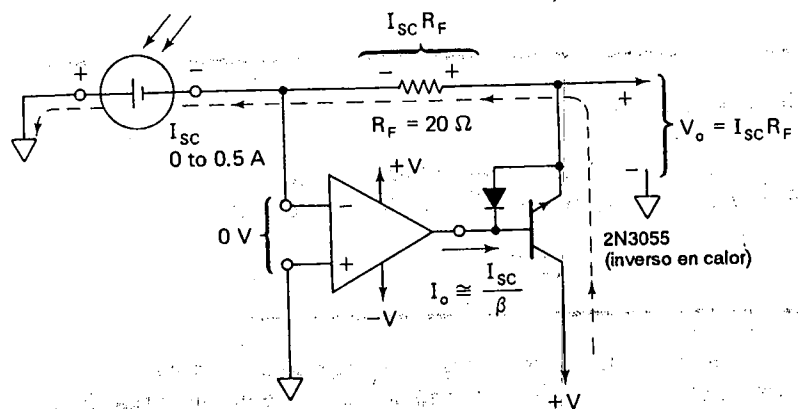 I_SC R_F
+ −
− +
R_F = 20 Ω
I_SC
0 to 0.5 A
+
V_o = I_SC R_F
−
+V
−
0 V
+
−V
I_o ≅ I_SC / β
2N3055
(inverso en calor)
+V